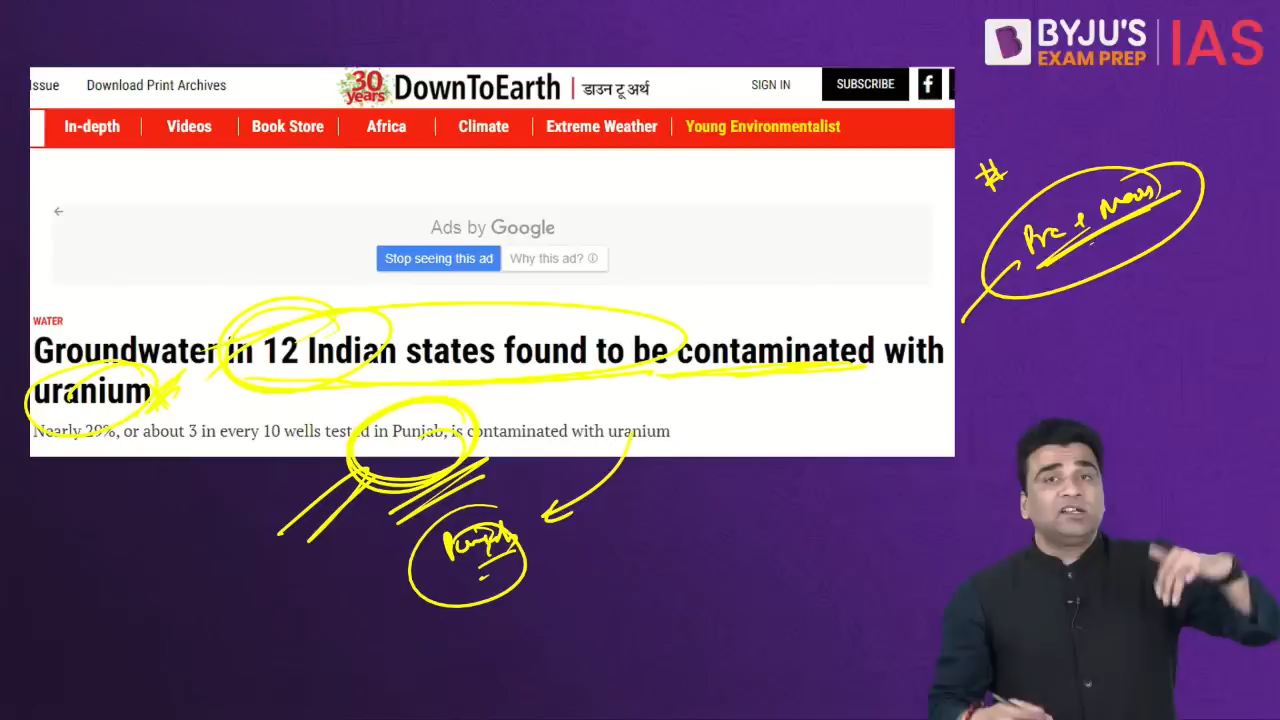 BYJU'S
EXAM PREP
IAS
Issue
Download Print Archives
30
years
DownToEarth
डाउन टू अर्थ
SIGN IN
SUBSCRIBE
f
In-depth
Videos
Book Store
Africa
Climate
Extreme Weather
Young Environmentalist
Ads by Google
Stop seeing this ad
Why this ad?
Pre & Mains
WATER
Groundwater in 12 Indian states found to be contaminated with
uranium
Nearly 29%, or about 3 in every 10 wells tested in Punjab, is contaminated with uranium
Punjab